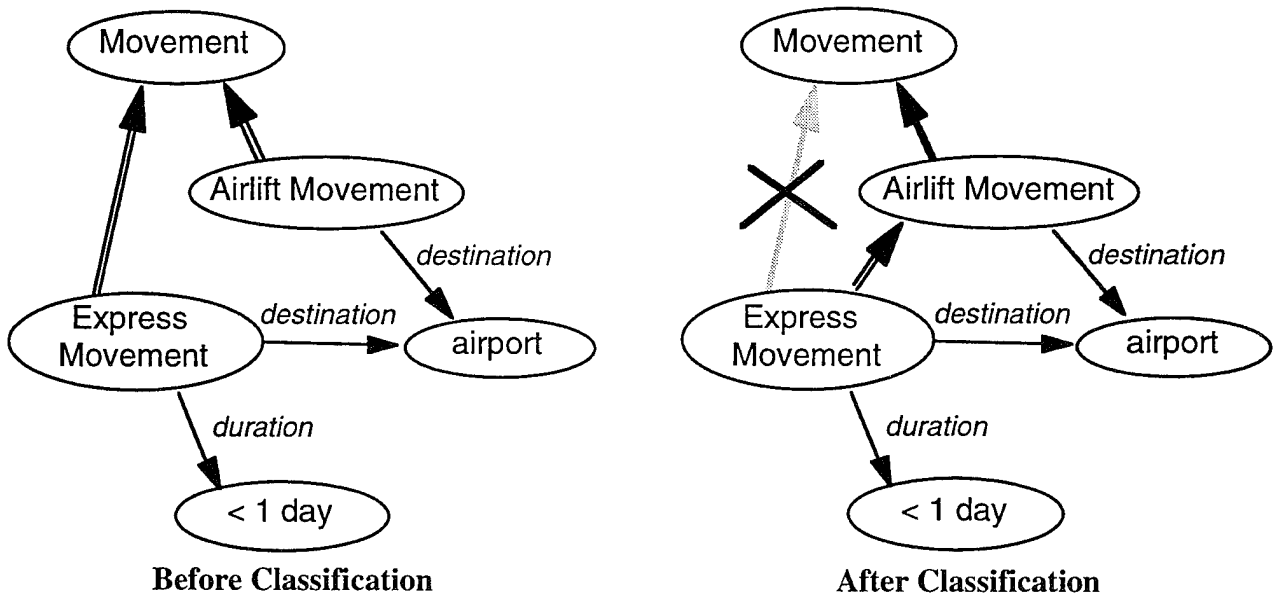 Movement
Airlift Movement
destination
Express
Movement
destination
airport
duration
< 1 day
Before Classification
Movement
Airlift Movement
destination
Express
Movement
destination
airport
duration
< 1 day
After Classification